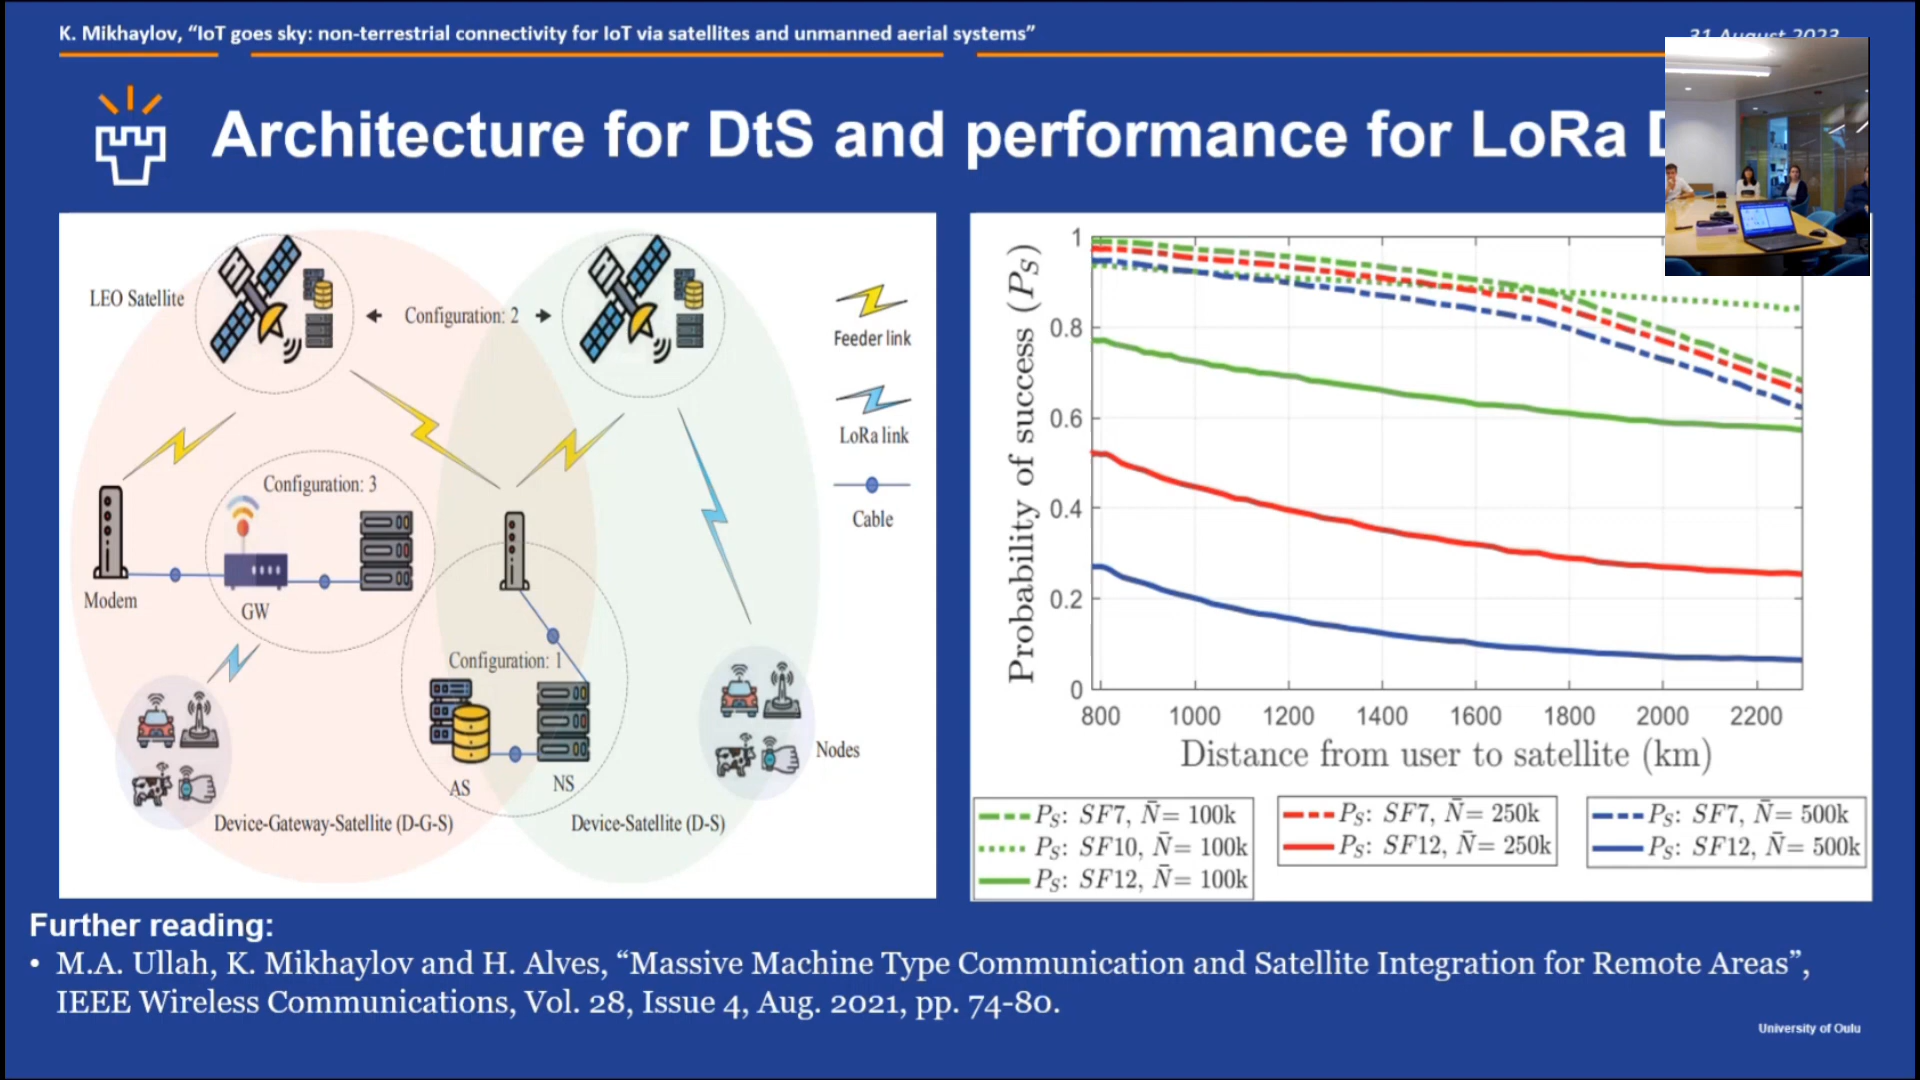 K. Mikhaylov, “IoT goes sky: non-terrestrial connectivity for IoT via satellites and unmanned aerial systems”
31 August 2023
Architecture for DtS and performance for LoRa D
LEO Satellite
Configuration: 2
Feeder link
LoRa link
Configuration: 3
Cable
Modem
GW
Configuration: 1
AS
NS
Nodes
Device-Gateway-Satellite (D-G-S)
Device-Satellite (D-S)
Probability of success (PS)
1
0.8
0.6
0.4
0.2
0
800 1000 1200 1400 1600 1800 2000 2200
Distance from user to satellite (km)
PS: SF7, N̄= 100k
PS: SF10, N̄= 100k
PS: SF12, N̄= 100k
PS: SF7, N̄= 250k
PS: SF12, N̄= 250k
PS: SF7, N̄= 500k
PS: SF12, N̄= 500k
Further reading:
• M.A. Ullah, K. Mikhaylov and H. Alves, “Massive Machine Type Communication and Satellite Integration for Remote Areas”,
IEEE Wireless Communications, Vol. 28, Issue 4, Aug. 2021, pp. 74-80.
University of Oulu